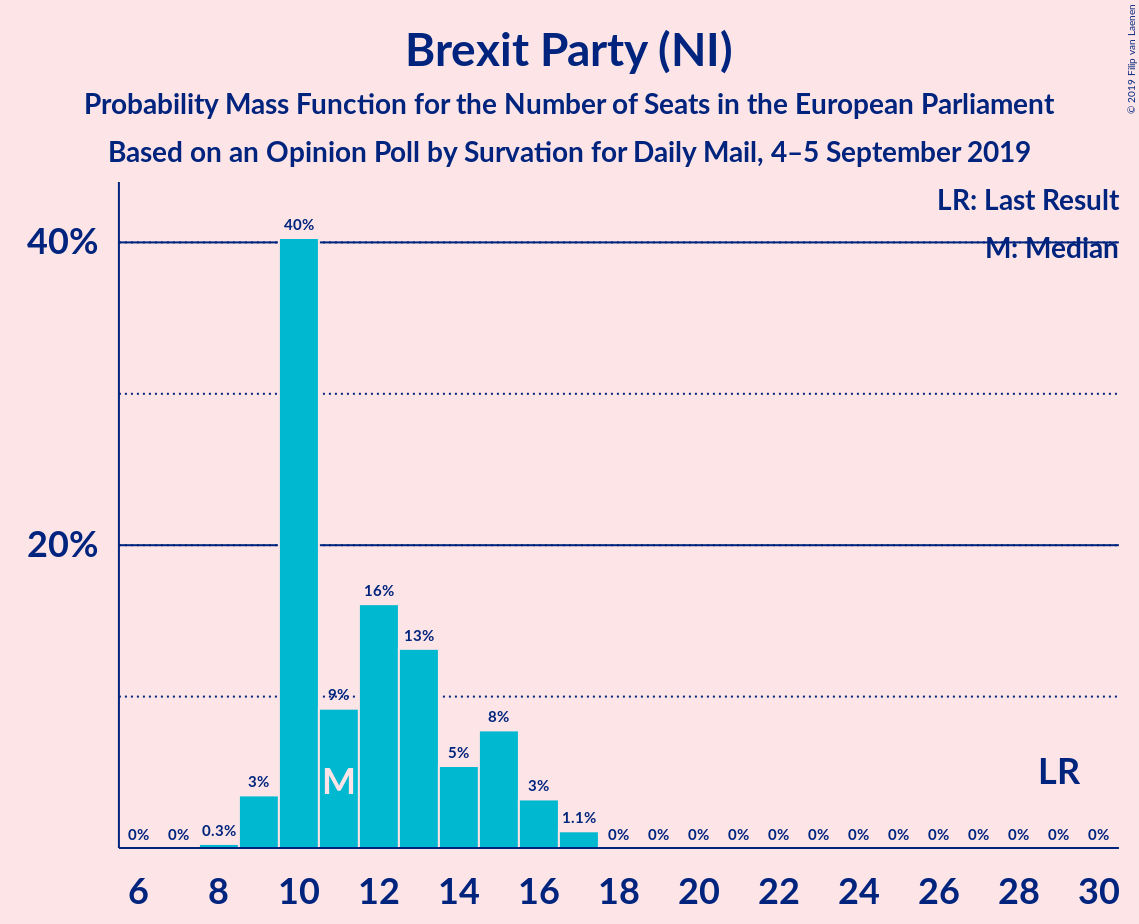 Brexit Party (NI)
Probability Mass Function for the Number of Seats in the European Parliament
Based on an Opinion Poll by Survation for Daily Mail, 4–5 September 2019
© 2019 Filip van Laenen
LR: Last Result
M: Median
40%
20%
0% 0% 0.3% 3% 40% 9% 16% 13% 5% 8% 3% 1.1% 0% 0% 0% 0% 0% 0% 0% 0% 0% 0% 0% 0% 0%
M
LR
6 8 10 12 14 16 18 20 22 24 26 28 30